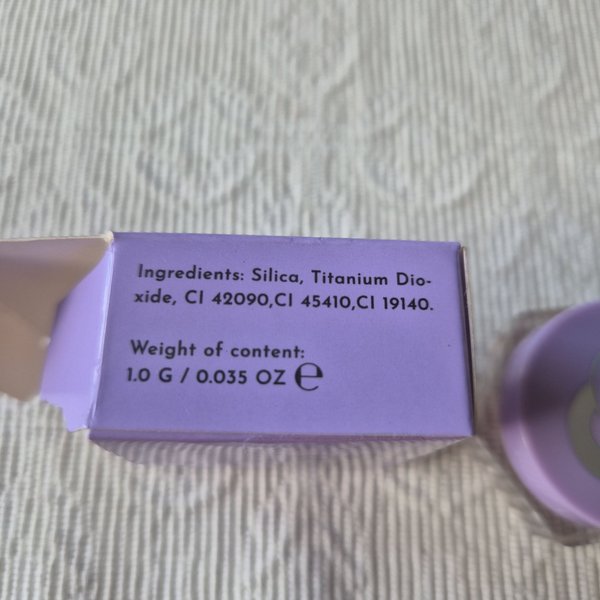 Ingredients: Silica, Titanium Dio-
xide, CI 42090,CI 45410,CI 19140.
Weight of content:
1.0 G / 0.035 OZ ℮